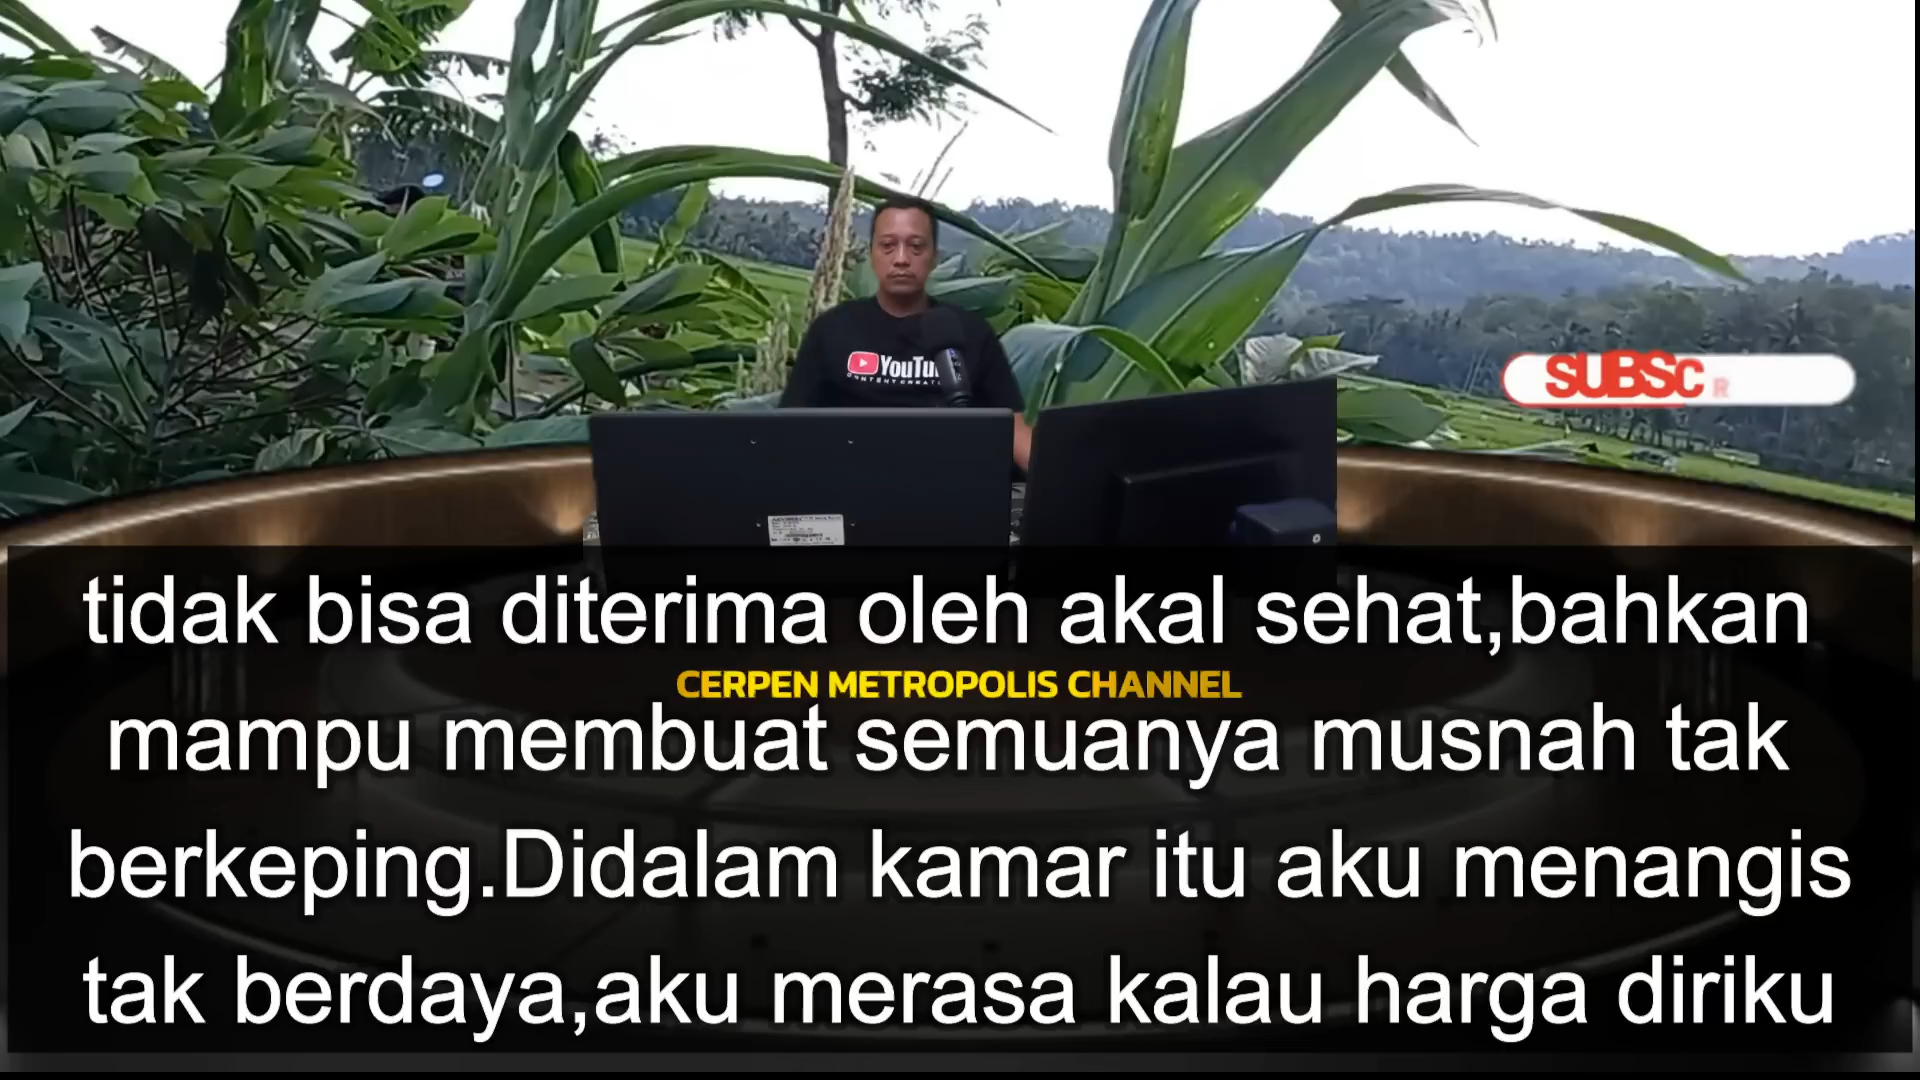 YouTu
SUBSc
R
tidak bisa diterima oleh akal sehat,bahkan
CERPEN METROPOLIS CHANNEL
mampu membuat semuanya musnah tak
berkeping.Didalam kamar itu aku menangis
tak berdaya,aku merasa kalau harga diriku